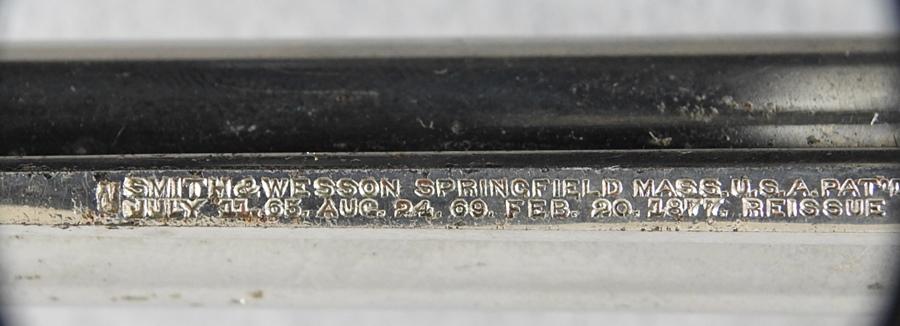 SMITH & WESSON SPRINGFIELD MASS. U.S.A. PAT'
JULY 11. 65. AUG. 24. 69. FEB. 20. 1877. REISSUE